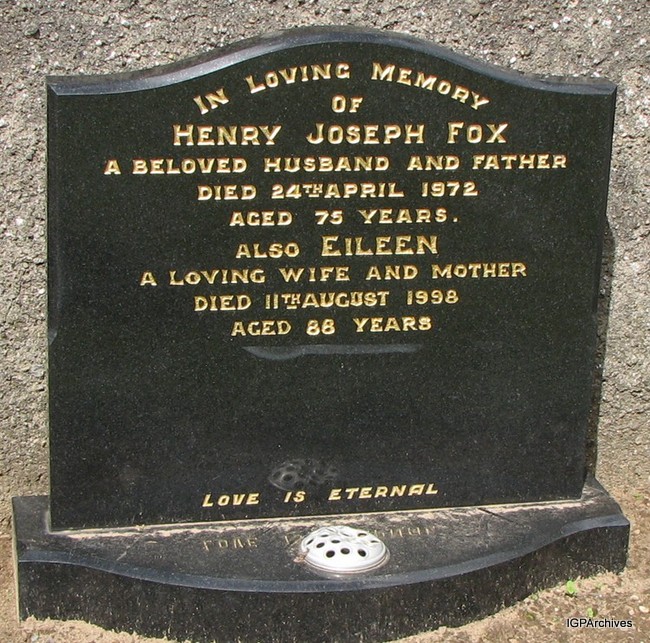 IN LOVING MEMORY
OF
HENRY JOSEPH FOX
A BELOVED HUSBAND AND FATHER
DIED 24TH APRIL 1972
AGED 75 YEARS.
ALSO EILEEN
A LOVING WIFE AND MOTHER
DIED 11TH AUGUST 1998
AGED 88 YEARS
LOVE IS ETERNAL
IGPArchives